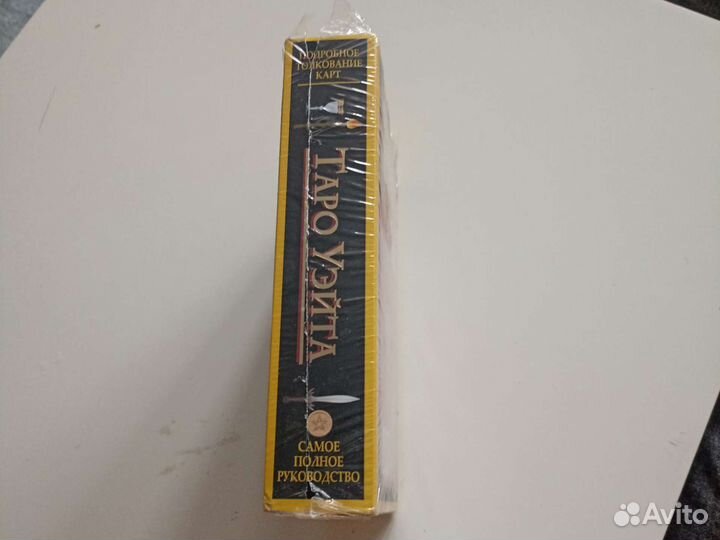 ПОДРОБНОЕ
ТОЛКОВАНИЕ
КАРТ
ТАРО УЭЙТА
САМОЕ
ПОЛНОЕ
РУКОВОДСТВО
Avito